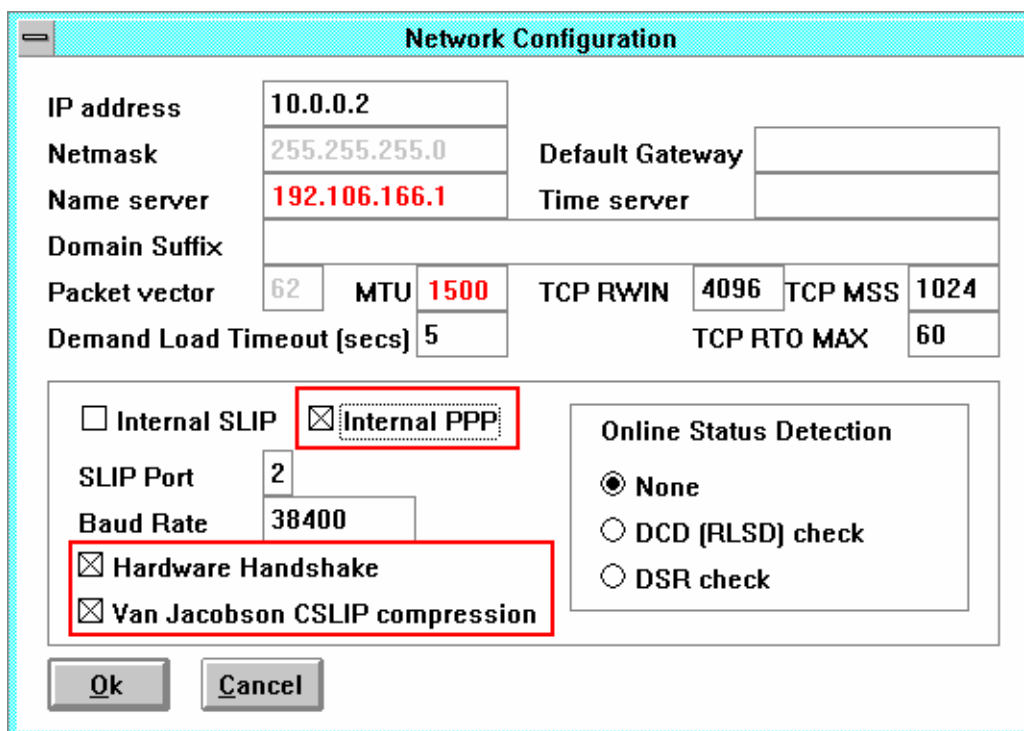 Network Configuration
IP address 10.0.0.2
Netmask 255.255.255.0 Default Gateway
Name server 192.106.166.1 Time server
Domain Suffix
Packet vector 62 MTU 1500 TCP RWIN 4096 TCP MSS 1024
Demand Load Timeout (secs) 5 TCP RTO MAX 60
Internal SLIP Internal PPP
Online Status Detection
SLIP Port 2
None
Baud Rate 38400
DCD (RLSD) check
Hardware Handshake
DSR check
Van Jacobson CSLIP compression
Ok Cancel